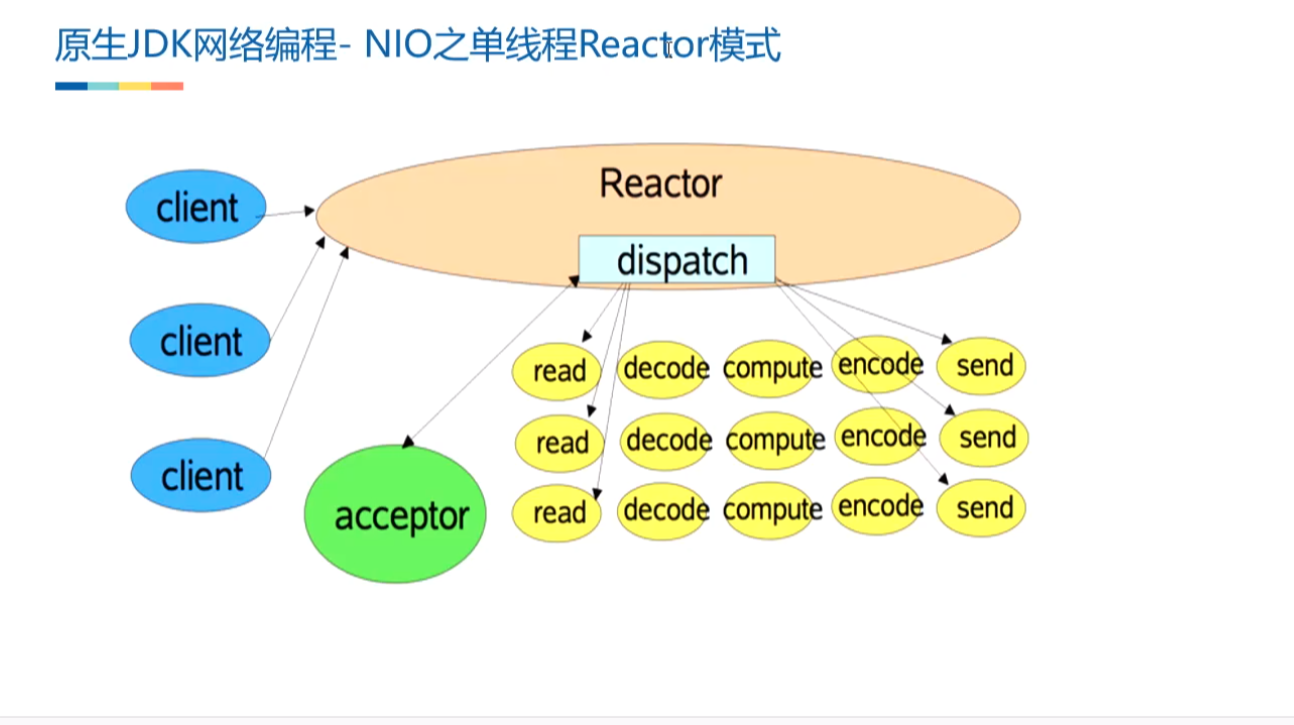 原生JDK网络编程- NIO之单线程Reactor模式
Reactor
client
dispatch
client
read decode compute encode send
read decode compute encode send
client
acceptor
read decode compute encode send